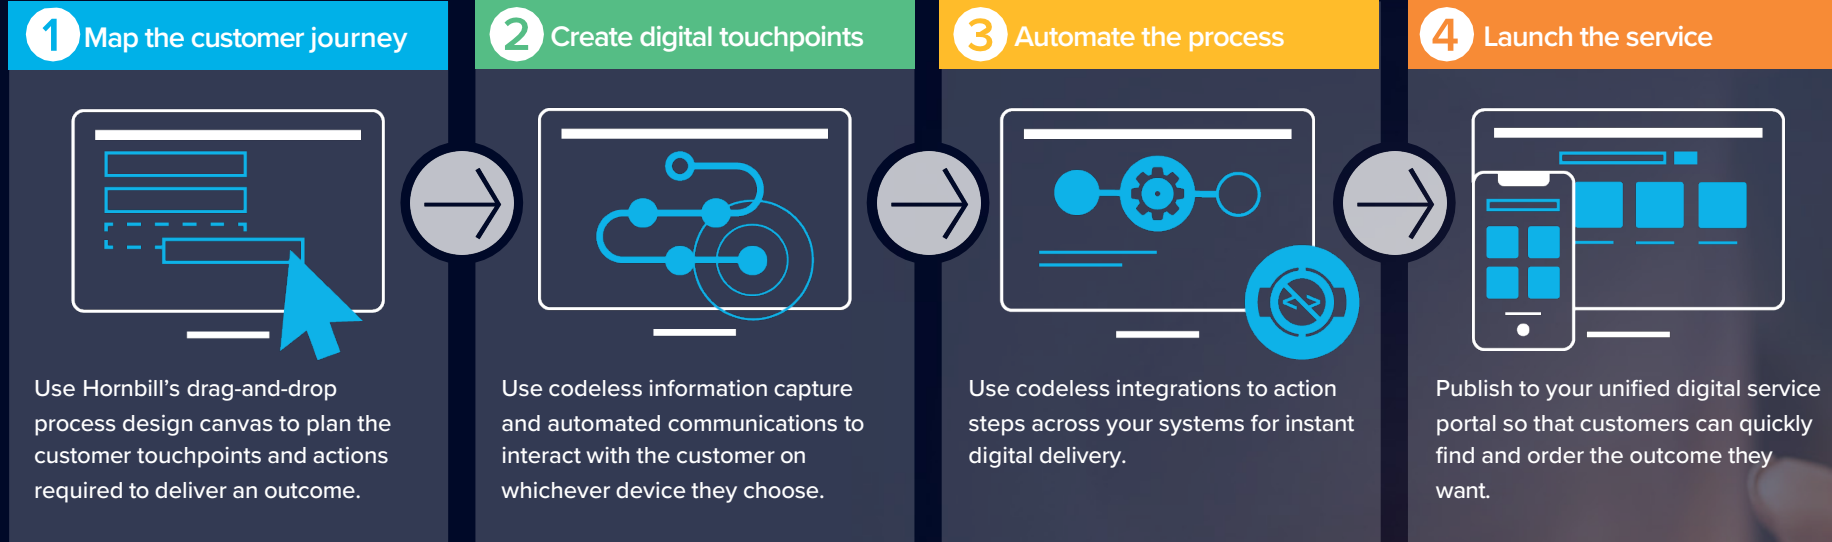 1 Map the customer journey
Use Hornbill’s drag-and-drop
process design canvas to plan the
customer touchpoints and actions
required to deliver an outcome.
2 Create digital touchpoints
Use codeless information capture
and automated communications to
interact with the customer on
whichever device they choose.
3 Automate the process
</>
Use codeless integrations to action
steps across your systems for instant
digital delivery.
4 Launch the service
Publish to your unified digital service
portal so that customers can quickly
find and order the outcome they
want.